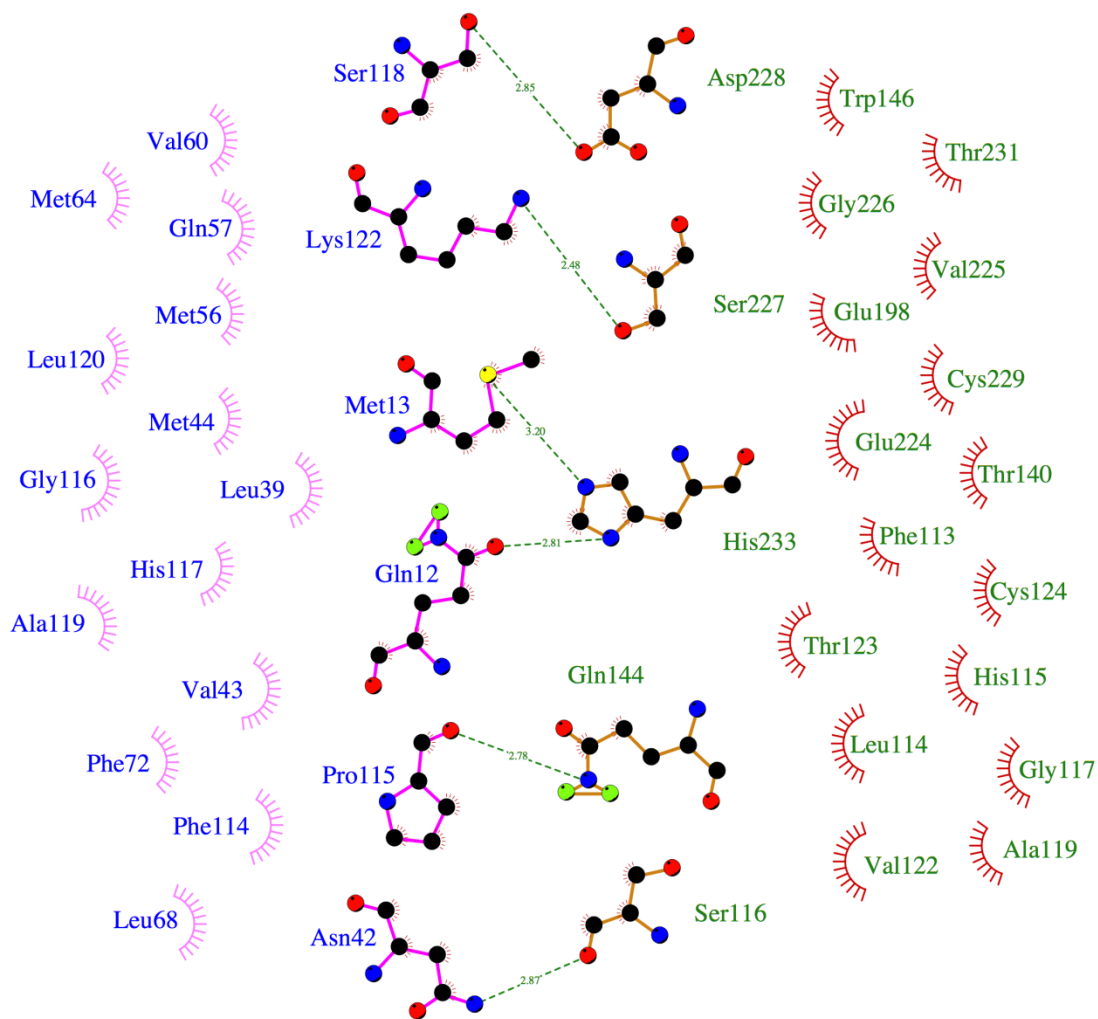 Ser118
2.85
Asp228
Trp146
Val60
Thr231
Met64
Gln57
Lys122
Gly226
2.48
Val225
Ser227
Met56
Glu198
Leu120
Cys229
Met13
Met44
3.20
Glu224
Gly116
Leu39
Thr140
His233
Phe113
2.81
Gln12
His117
Cys124
Ala119
Thr123
Gln144
His115
Val43
Leu114
Phe72
Pro115
2.78
Gly117
Phe114
Ala119
Val122
Leu68
Asn42
Ser116
2.87